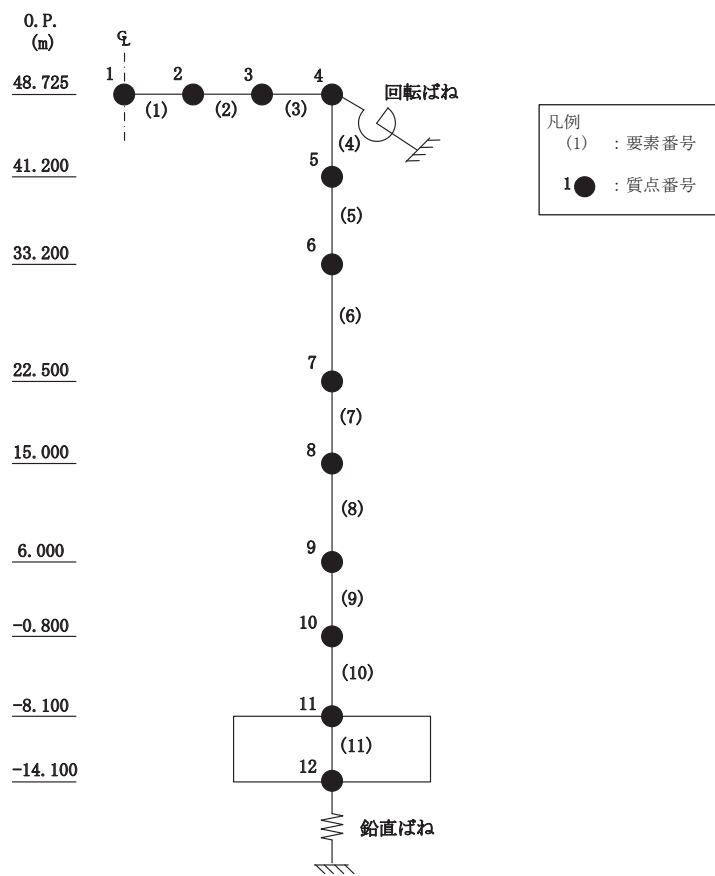 O.P.
(m)
℄
1 2 3 4
48.725
(1) (2) (3)
回転ばね
(4)
凡例
(1) : 要素番号
1 : 質点番号
5
41.200
(5)
6
33.200
(6)
7
22.500
(7)
8
15.000
(8)
9
6.000
(9)
10
-0.800
(10)
11
-8.100
(11)
12
-14.100
鉛直ばね